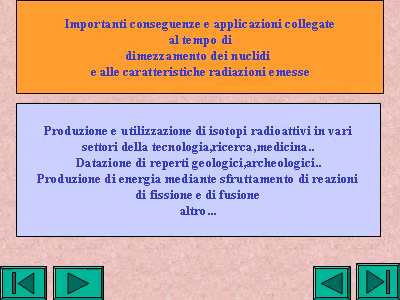 Importanti conseguenze e applicazioni collegate
al tempo di
dimezzamento dei nuclidi
e alle caratteristiche radiazioni emesse
Produzione e utilizzazione di isotopi radioattivi in vari
settori della tecnologia,ricerca,medicina..
Datazione di reperti geologici,archeologici..
Produzione di energia mediante sfruttamento di reazioni
di fissione e di fusione
altro...